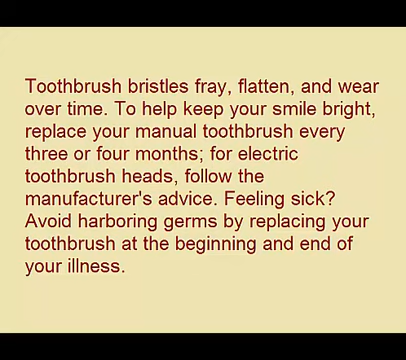 Toothbrush bristles fray, flatten, and wear
over time. To help keep your smile bright,
replace your manual toothbrush every
three or four months; for electric
toothbrush heads, follow the
manufacturer's advice. Feeling sick?
Avoid harboring germs by replacing your
toothbrush at the beginning and end of
your illness.